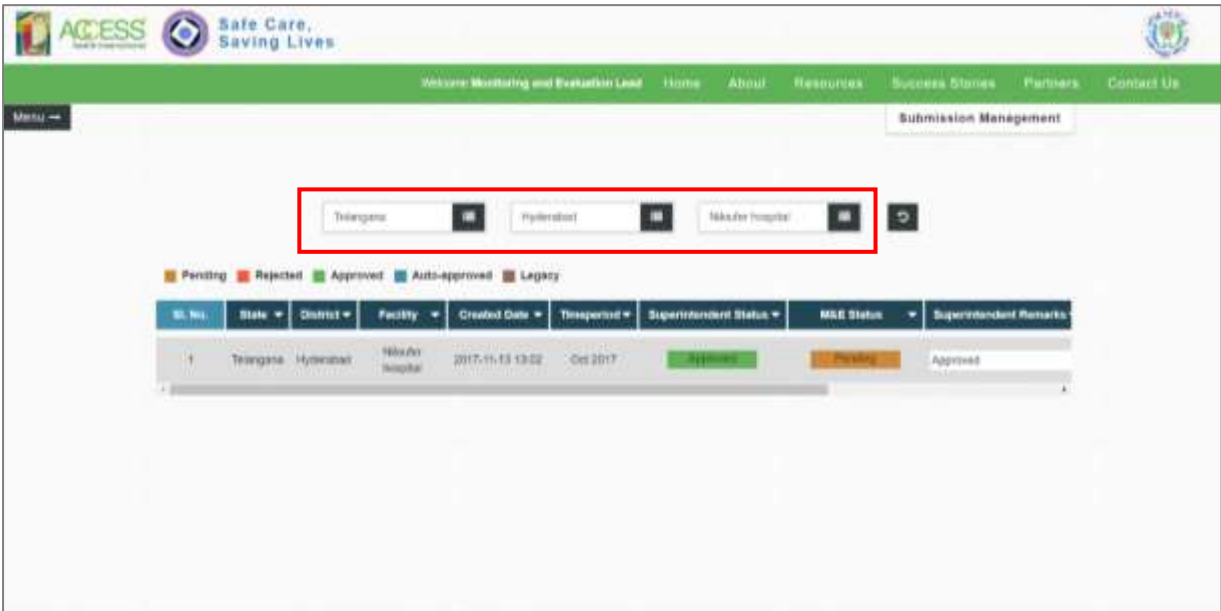 ACCESS
Safe Care,
Saving Lives
Welcome Monitoring and Evaluation Lead Home About Resources Success Stories Partners Contact Us
Menu →
Submission Management
Telangana Hyderabad Niloufer hospital
Pending Rejected Approved Auto-approved Legacy
Sl. No. State District Facility Created Date Timeperiod Superintendent Status M&E Status Superintendent Remarks
1 Telangana Hyderabad Niloufer hospital 2017-11-13 13:02 Oct 2017 Approved Pending Approved